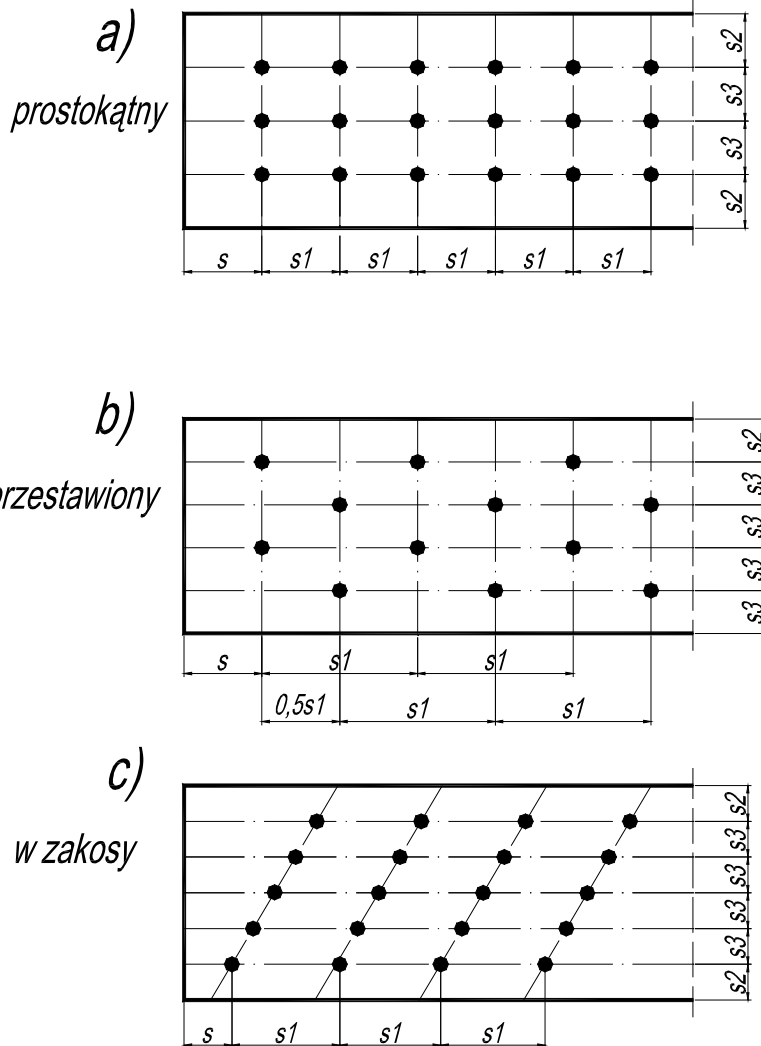 a)
prostokątny
s2
s3
s3
s2
s s1 s1 s1 s1 s1
b)
rzestawiony
s2
s3
s3
s3
s3
s s1 s1
0,5s1 s1 s1
c)
w zakosy
s2
s3
s3
s3
s3
s2
s s1 s1 s1